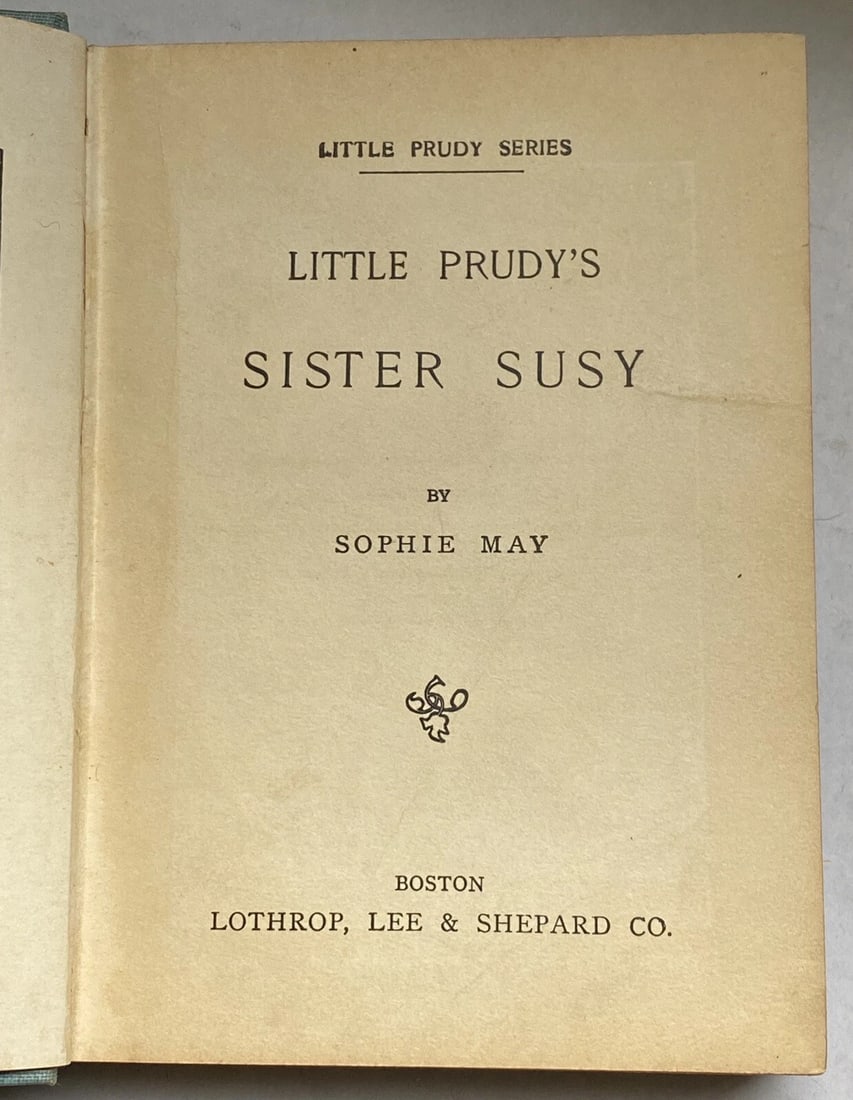 LITTLE PRUDY SERIES
LITTLE PRUDY'S
SISTER SUSY
BY
SOPHIE MAY
BOSTON
LOTHROP, LEE & SHEPARD CO.